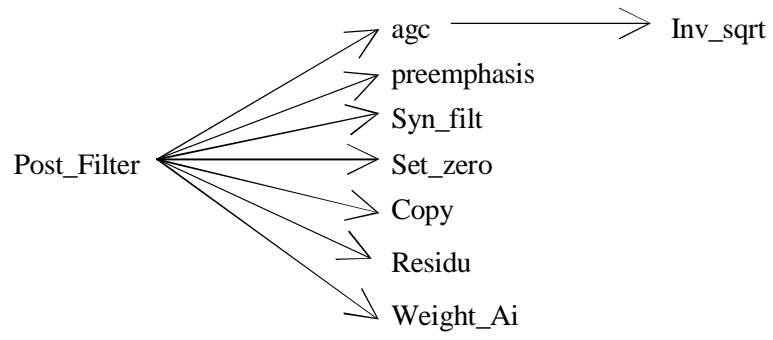 agc Inv_sqrt
preemphasis
Syn_filt
Post_Filter Set_zero
Copy
Residu
Weight_Ai